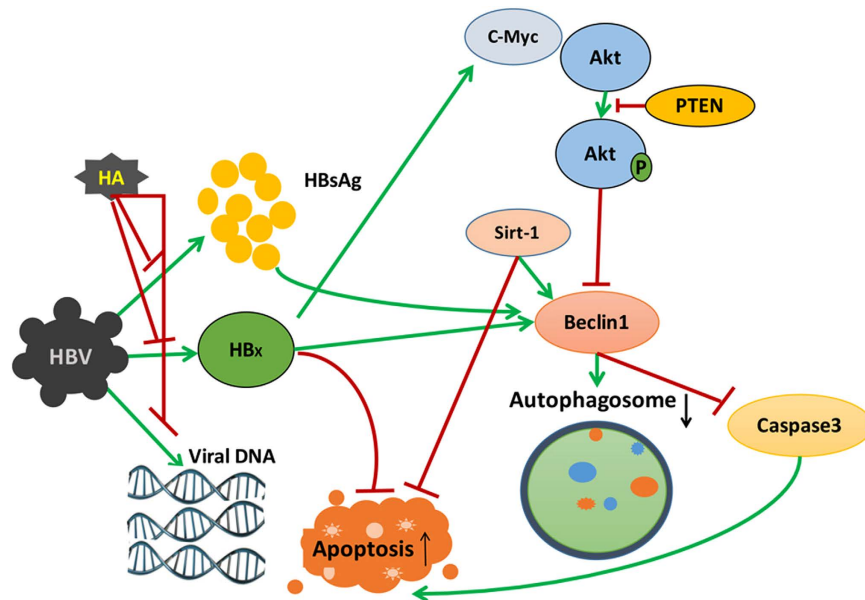 C-Myc
Akt
PTEN
Akt
P
HA
HBsAg
Sirt-1
HBV
HBx
Beclin1
Autophagosome
Caspase3
Viral DNA
Apoptosis